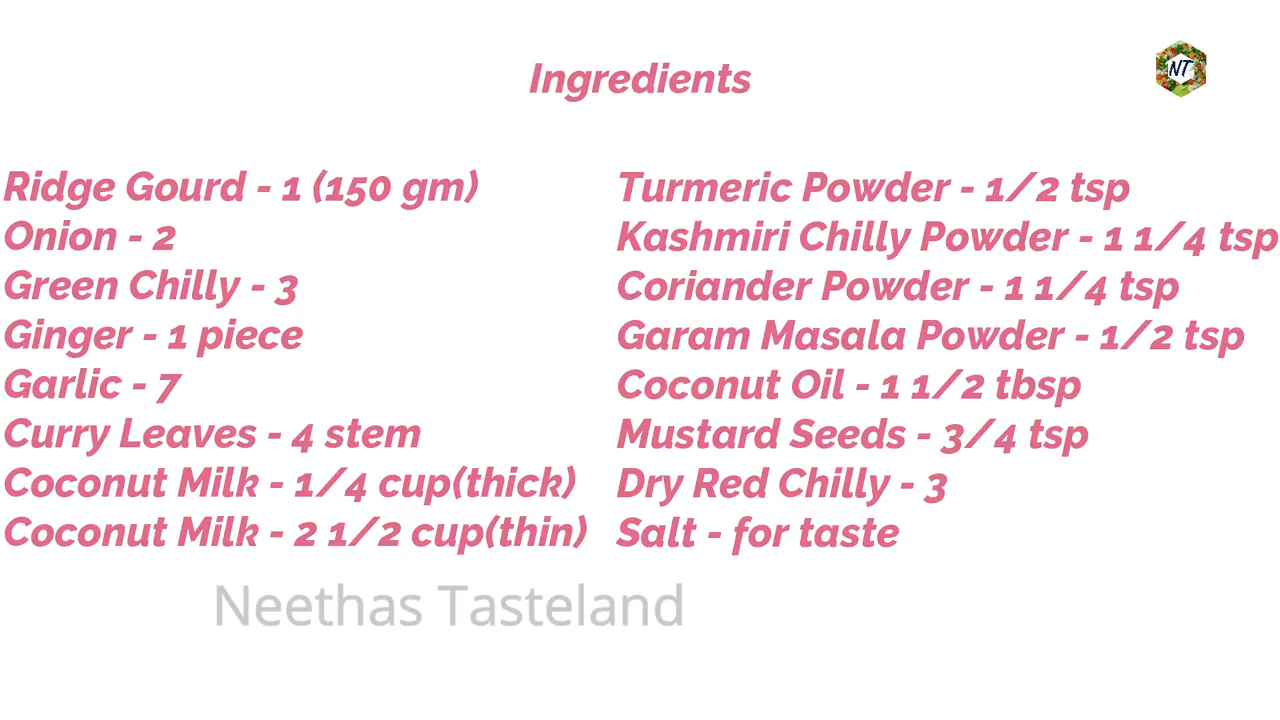 NT
Ingredients
Ridge Gourd - 1 (150 gm)
Onion - 2
Green Chilly - 3
Ginger - 1 piece
Garlic - 7
Curry Leaves - 4 stem
Coconut Milk - 1/4 cup(thick)
Coconut Milk - 2 1/2 cup(thin)
Turmeric Powder - 1/2 tsp
Kashmiri Chilly Powder - 1 1/4 tsp
Coriander Powder - 1 1/4 tsp
Garam Masala Powder - 1/2 tsp
Coconut Oil - 1 1/2 tbsp
Mustard Seeds - 3/4 tsp
Dry Red Chilly - 3
Salt - for taste
Neethas Tasteland